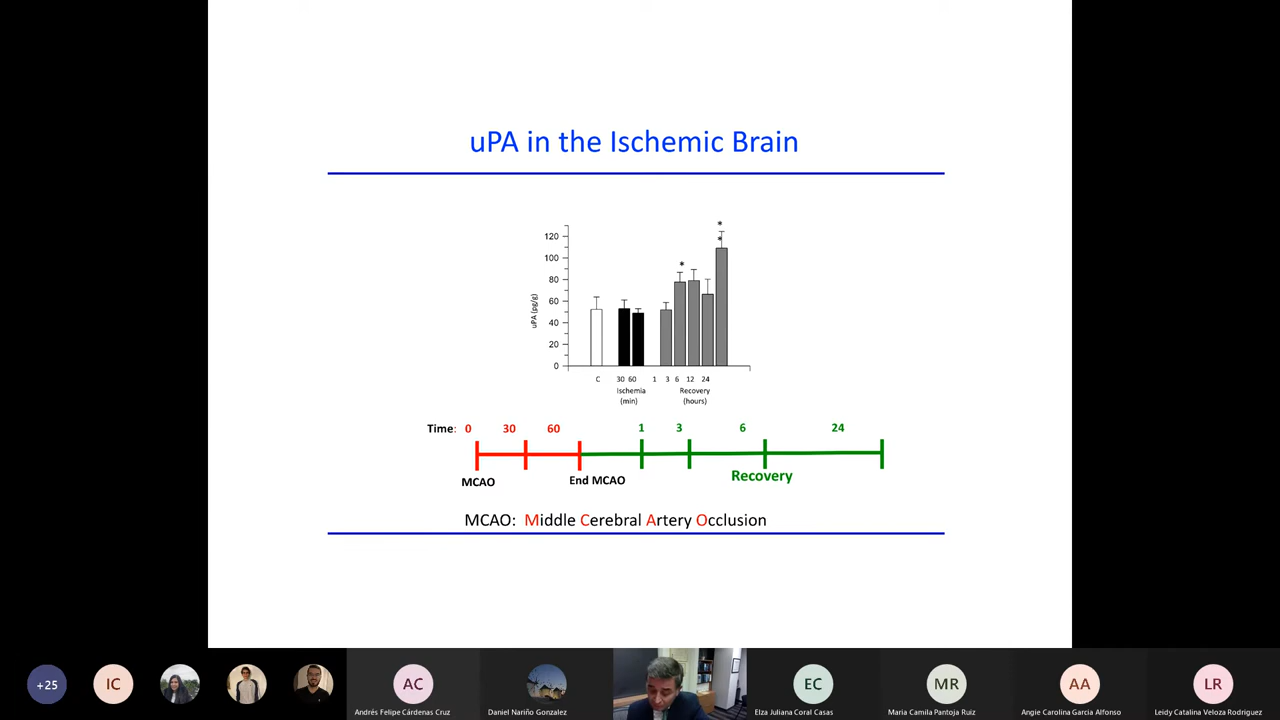 uPA in the Ischemic Brain
*
*
*
120
100
80
60
40
20
0
uPA (pg/g)
C 30 60 1 3 6 12 24
Ischemia Recovery
(min) (hours)
Time: 0 30 60 1 3 6 24
MCAO End MCAO Recovery
MCAO: Middle Cerebral Artery Occlusion
+25 IC AC EC MR AA LR
Andrés Felipe Cárdenas Cruz Daniel Nariño Gonzalez Elza Juliana Coral Casas Maria Camila Pantoja Ruiz Angie Carolina Garcia Alfonso Leidy Catalina Veloza Rodriguez